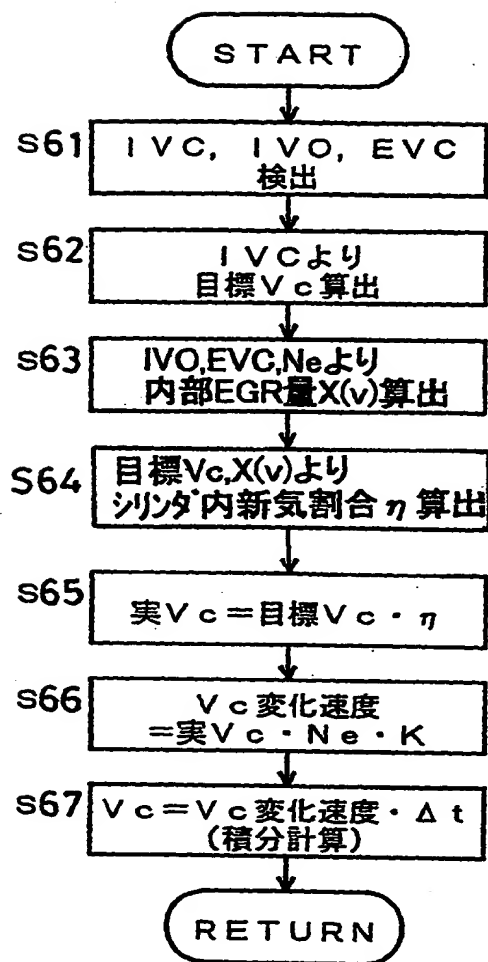 START
S61
IVC, IVO, EVC
検出
S62
IVCより
目標Vc算出
S63
IVO,EVC,Neより
内部EGR量X(v)算出
S64
目標Vc,X(v)より
シリンダ内新気割合η算出
S65
実Vc=目標Vc・η
S66
Vc変化速度
=実Vc・Ne・K
S67
Vc=Vc変化速度・Δt
(積分計算)
RETURN